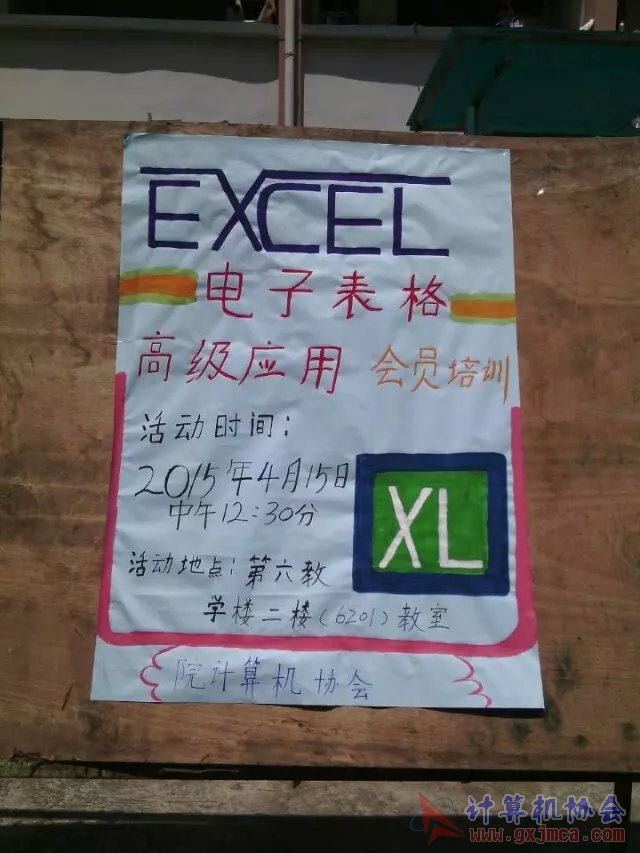 EXCEL
电子表格
高级应用 会员培训
活动时间：
2015年4月15日
中午12:30分
XL
活动地点：第六教
学楼二楼（6201）教室
院计算机协会
计算机协会
www.gxjmca.com